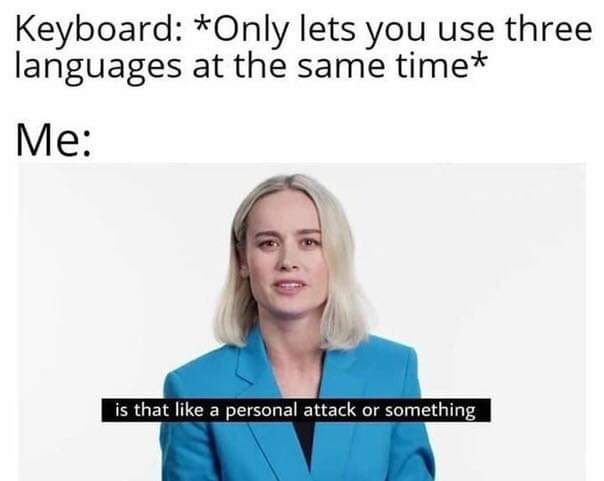 Keyboard: *Only lets you use three
languages at the same time*
Me:
is that like a personal attack or something